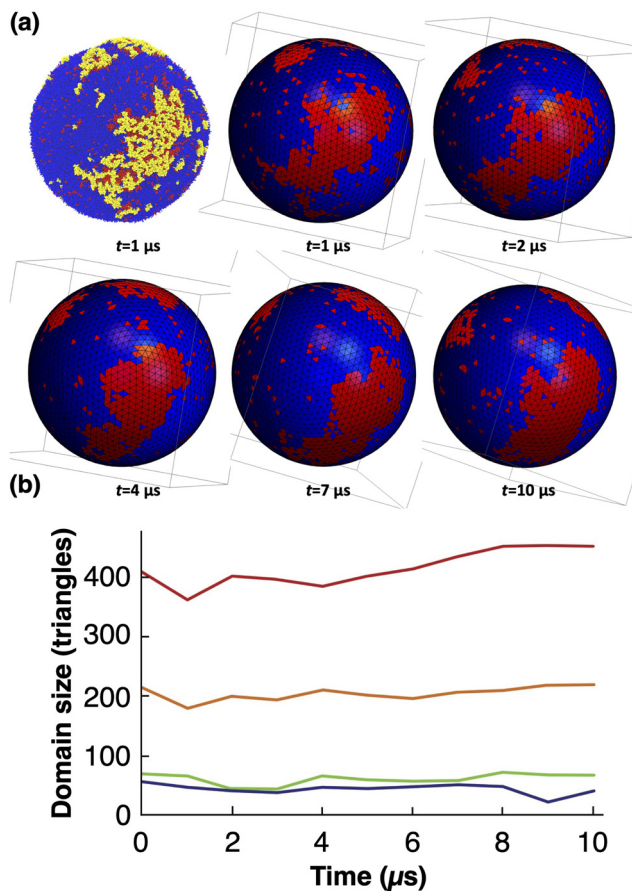 (a)
t=1 µs
t=1 µs
t=2 µs
t=4 µs
t=7 µs
t=10 µs
(b)
Domain size (triangles)
400
300
200
100
0
0
2
4
6
8
10
Time (µs)